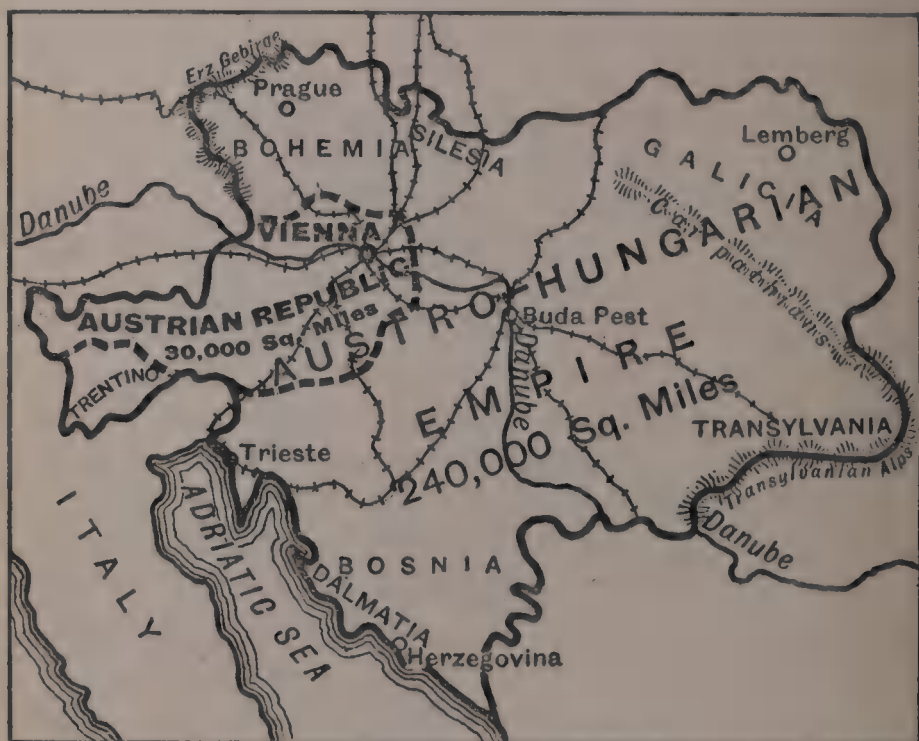 Erz Gebirge
Prague
BOHEMIA
SILESIA
Lemberg
GALICIA
Carpathians
Danube
VIENNA
AUSTRO-HUNGARIAN
EMPIRE
240,000 Sq. Miles
AUSTRIAN REPUBLIC
30,000 Sq. Miles
Buda Pest
Danube
TRENTINO
TRANSYLVANIA
Transylvanian Alps
Danube
Trieste
ITALY
ADRIATIC SEA
BOSNIA
DALMATIA
Herzegovina